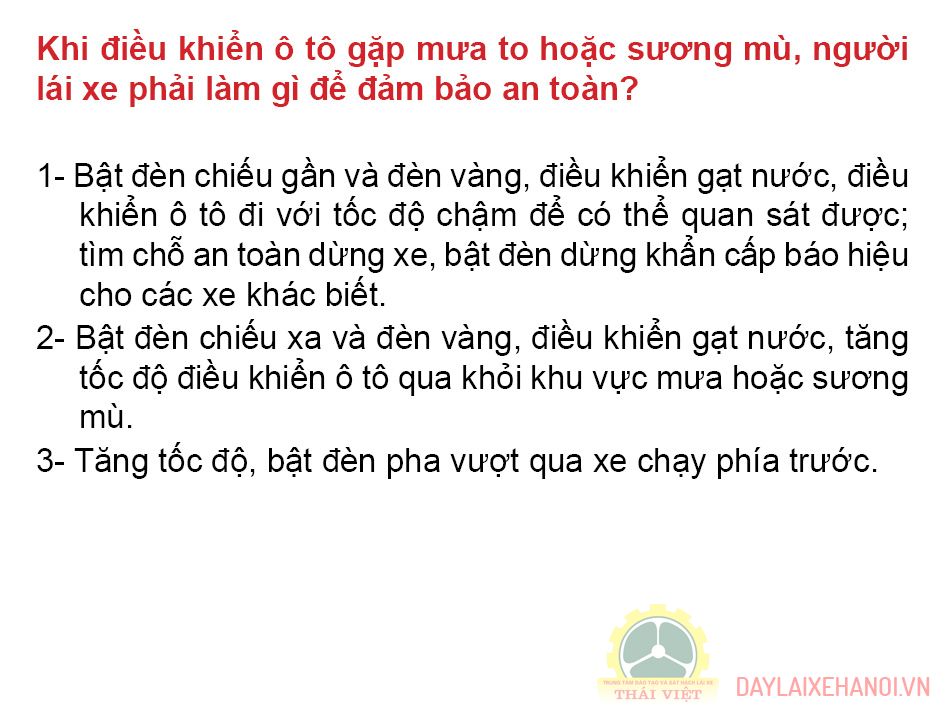 Khi điều khiển ô tô gặp mưa to hoặc sương mù, người
lái xe phải làm gì để đảm bảo an toàn?
1- Bật đèn chiếu gần và đèn vàng, điều khiển gạt nước, điều
khiển ô tô đi với tốc độ chậm để có thể quan sát được;
tìm chỗ an toàn dừng xe, bật đèn dừng khẩn cấp báo hiệu
cho các xe khác biết.
2- Bật đèn chiếu xa và đèn vàng, điều khiển gạt nước, tăng
tốc độ điều khiển ô tô qua khỏi khu vực mưa hoặc sương
mù.
3- Tăng tốc độ, bật đèn pha vượt qua xe chạy phía trước.
TRUNG TÂM ĐÀO TẠO VÀ SÁT HẠCH LÁI XE
THÁI VIỆT
DAYLAIXEHANOI.VN